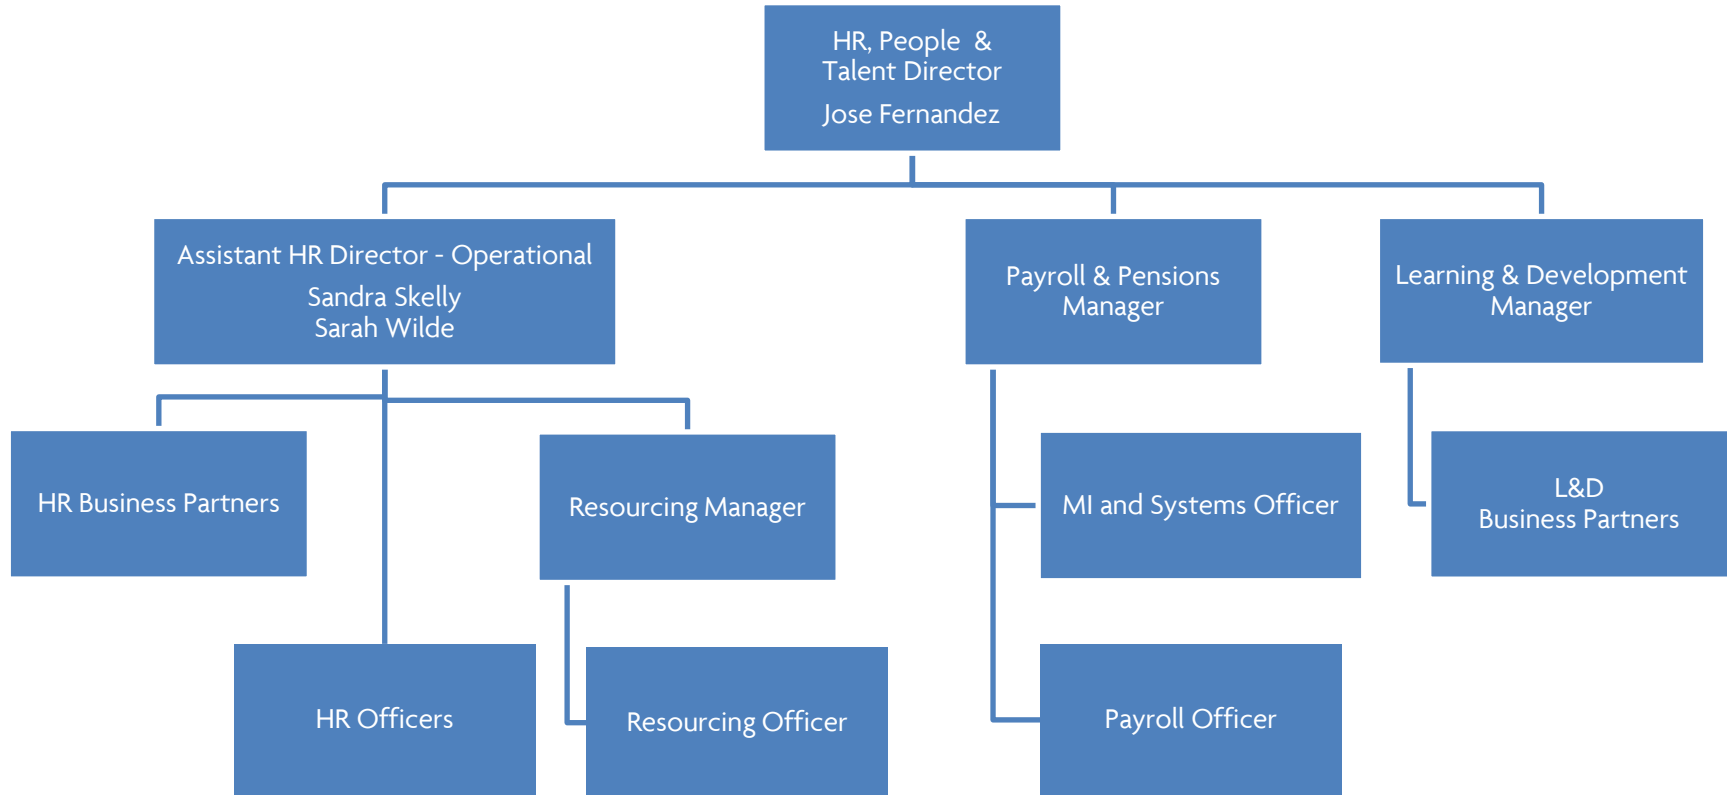 HR, People &
Talent Director
Jose Fernandez
Assistant HR Director - Operational
Sandra Skelly
Sarah Wilde
Payroll & Pensions
Manager
Learning & Development
Manager
HR Business Partners
Resourcing Manager
MI and Systems Officer
L&D
Business Partners
HR Officers
Resourcing Officer
Payroll Officer